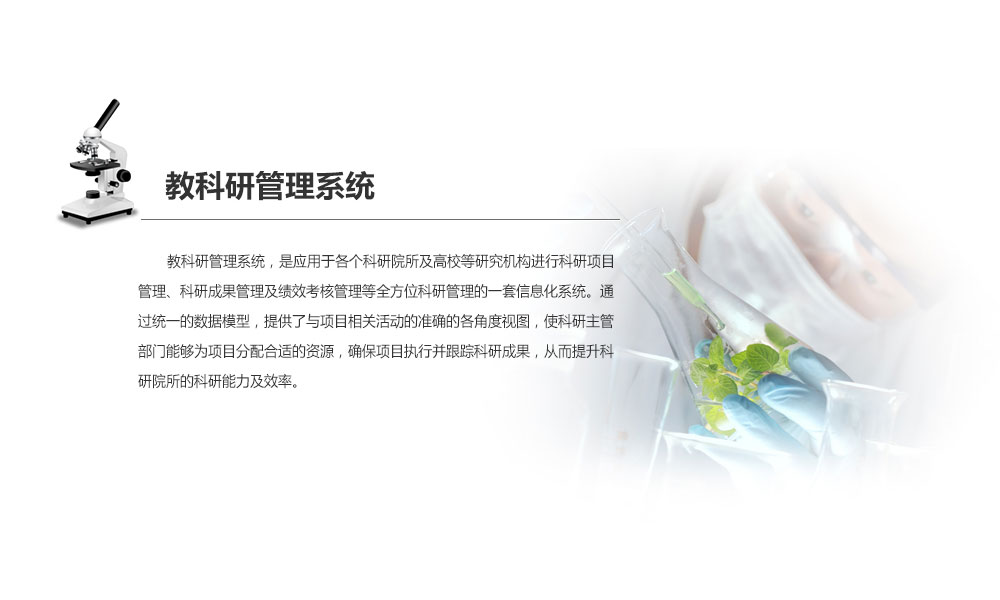 教科研管理系统
教科研管理系统，是应用于各个科研院所及高校等研究机构进行科研项目
管理、科研成果管理及绩效考核管理等全方位科研管理的一套信息化系统。通
过统一的数据模型，提供了与项目相关活动的准确的各角度视图，使科研主管
部门能够为项目分配合适的资源，确保项目执行并跟踪科研成果，从而提升科
研院所的科研能力及效率。